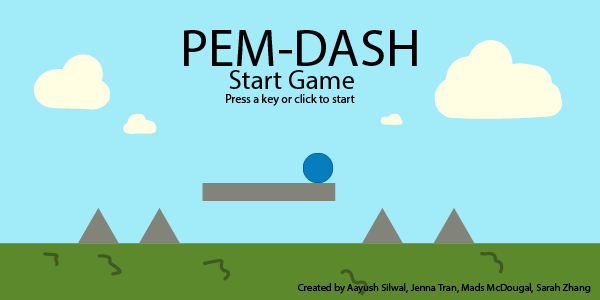 PEM-DASH
Start Game
Press a key or click to start
Created by Aayush Silwal, Jenna Tran, Mads McDougal, Sarah Zhang